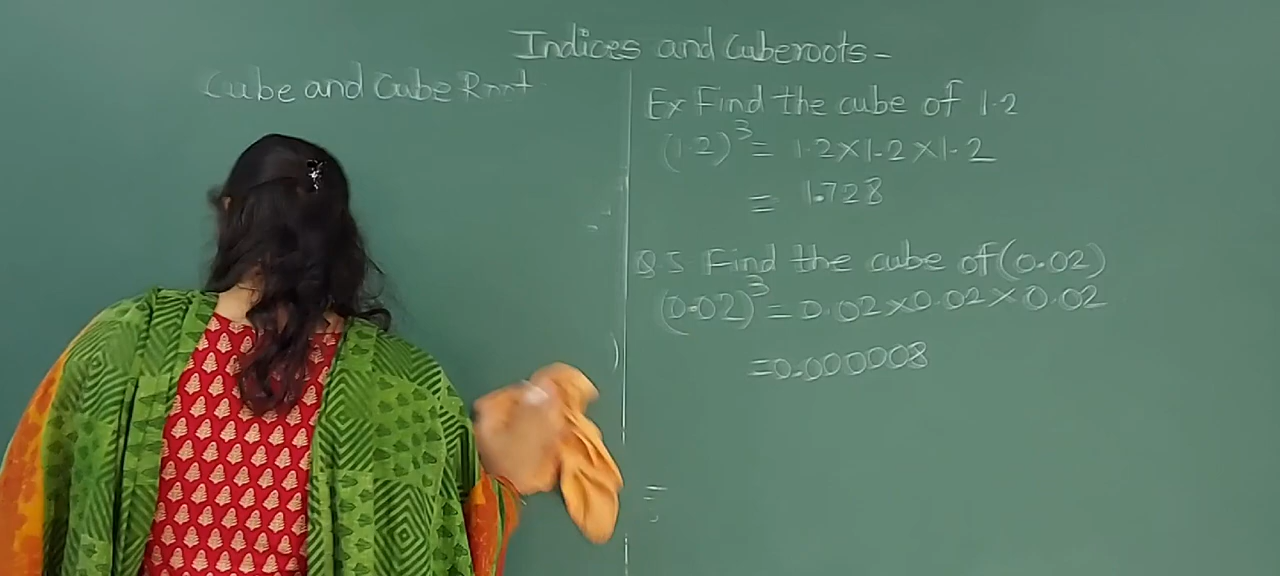 Indices and Cuberoots-
Cube and Cube Root
Ex Find the cube of 1.2
(1.2)³ = 1.2×1.2×1.2
= 1.728
Q.5 Find the cube of (0.02)
(0.02)³ = 0.02×0.02×0.02
=0.000008